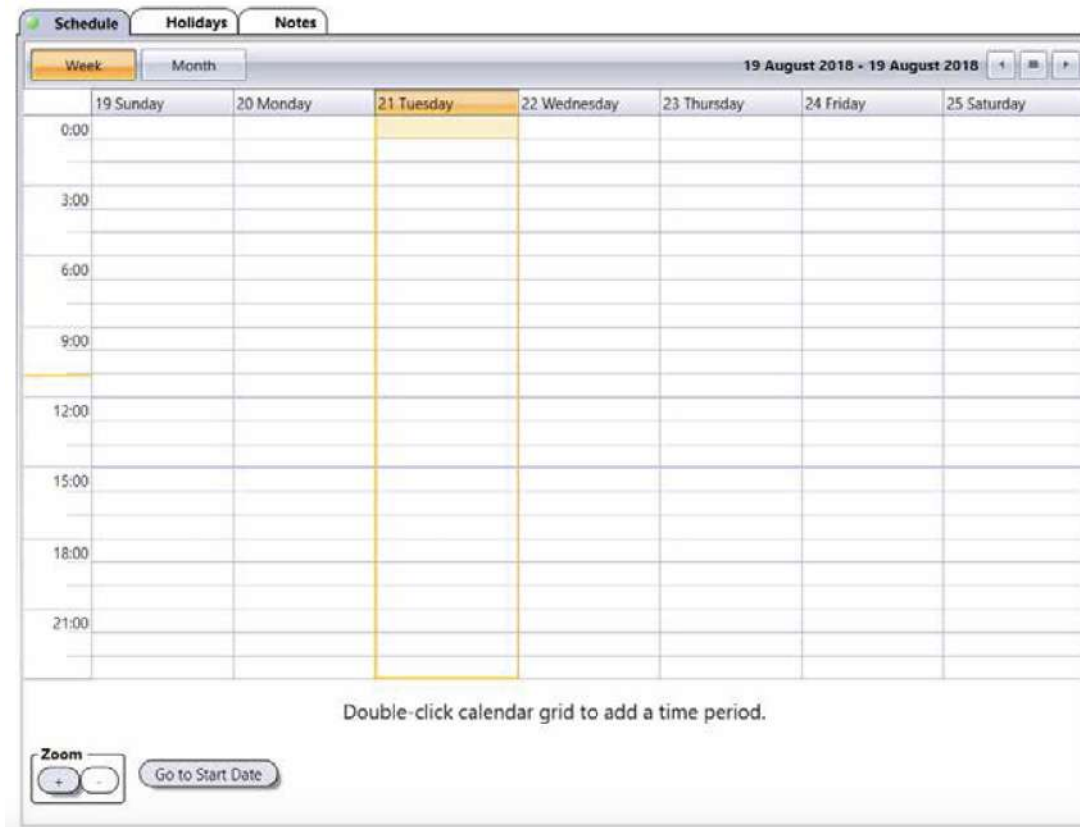 Schedule Holidays Notes
Week Month 19 August 2018 - 19 August 2018
19 Sunday 20 Monday 21 Tuesday 22 Wednesday 23 Thursday 24 Friday 25 Saturday
0:00
3:00
6:00
9:00
12:00
15:00
18:00
21:00
Double-click calendar grid to add a time period.
Zoom
+ - Go to Start Date